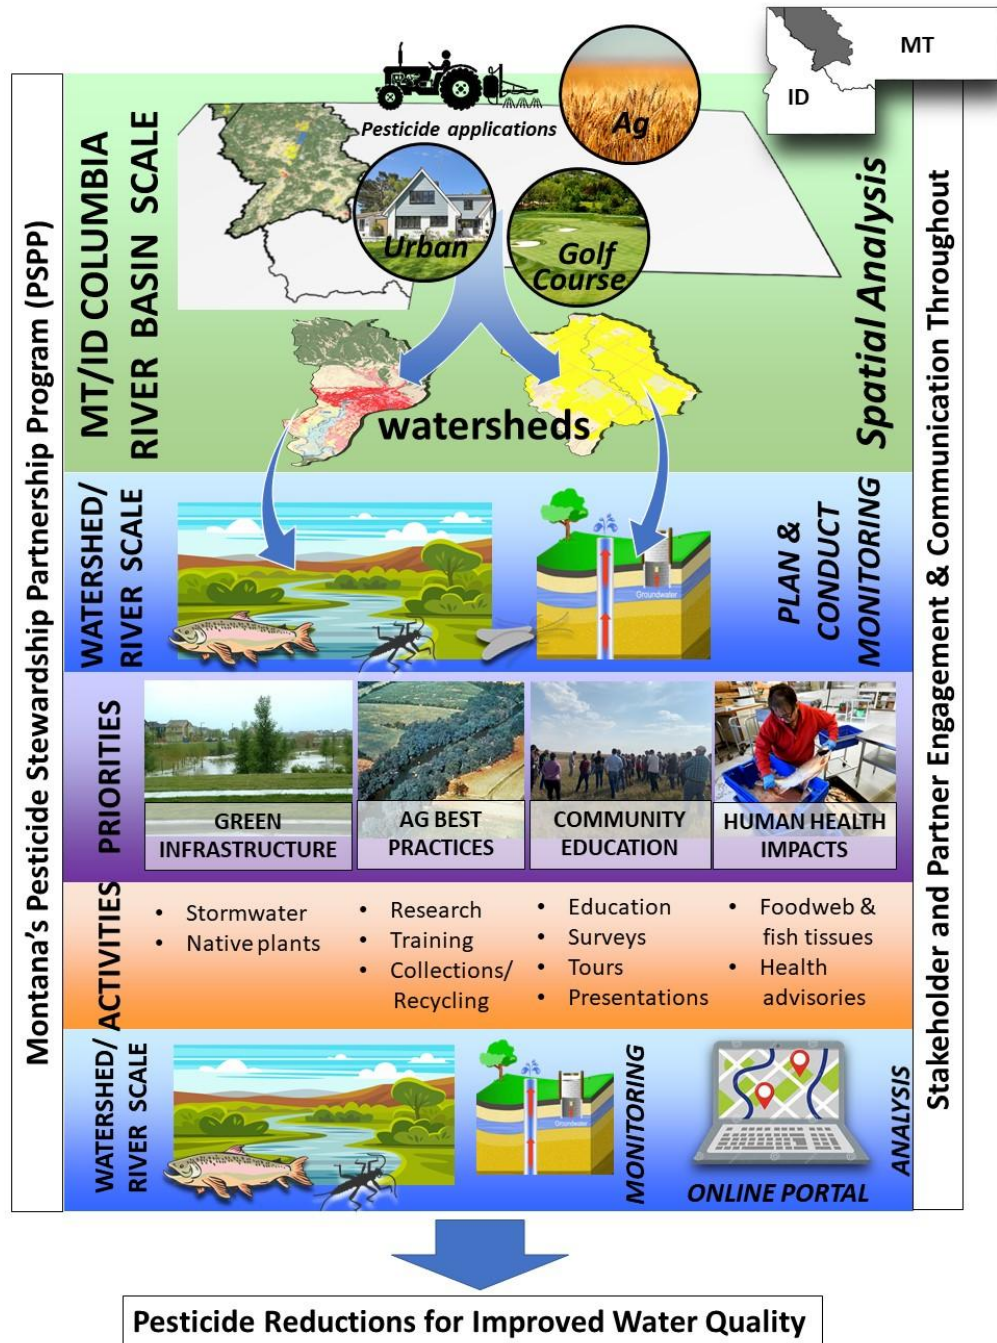 MT
ID
Pesticide applications
Ag
Urban
Golf
Course
MT/ID COLUMBIA
RIVER BASIN SCALE
Spatial Analysis
watersheds
Montana's Pesticide Stewardship Partnership Program (PSPP)
Stakeholder and Partner Engagement & Communication Throughout
WATERSHED/
RIVER SCALE
Groundwater
PLAN &
CONDUCT
MONITORING
PRIORITIES
GREEN
INFRASTRUCTURE
AG BEST
PRACTICES
COMMUNITY
EDUCATION
HUMAN HEALTH
IMPACTS
ACTIVITIES
• Stormwater
• Native plants
• Research
• Training
• Collections/
Recycling
• Education
• Surveys
• Tours
• Presentations
• Foodweb &
fish tissues
• Health
advisories
WATERSHED/
RIVER SCALE
Groundwater
MONITORING
ONLINE PORTAL
ANALYSIS
Pesticide Reductions for Improved Water Quality